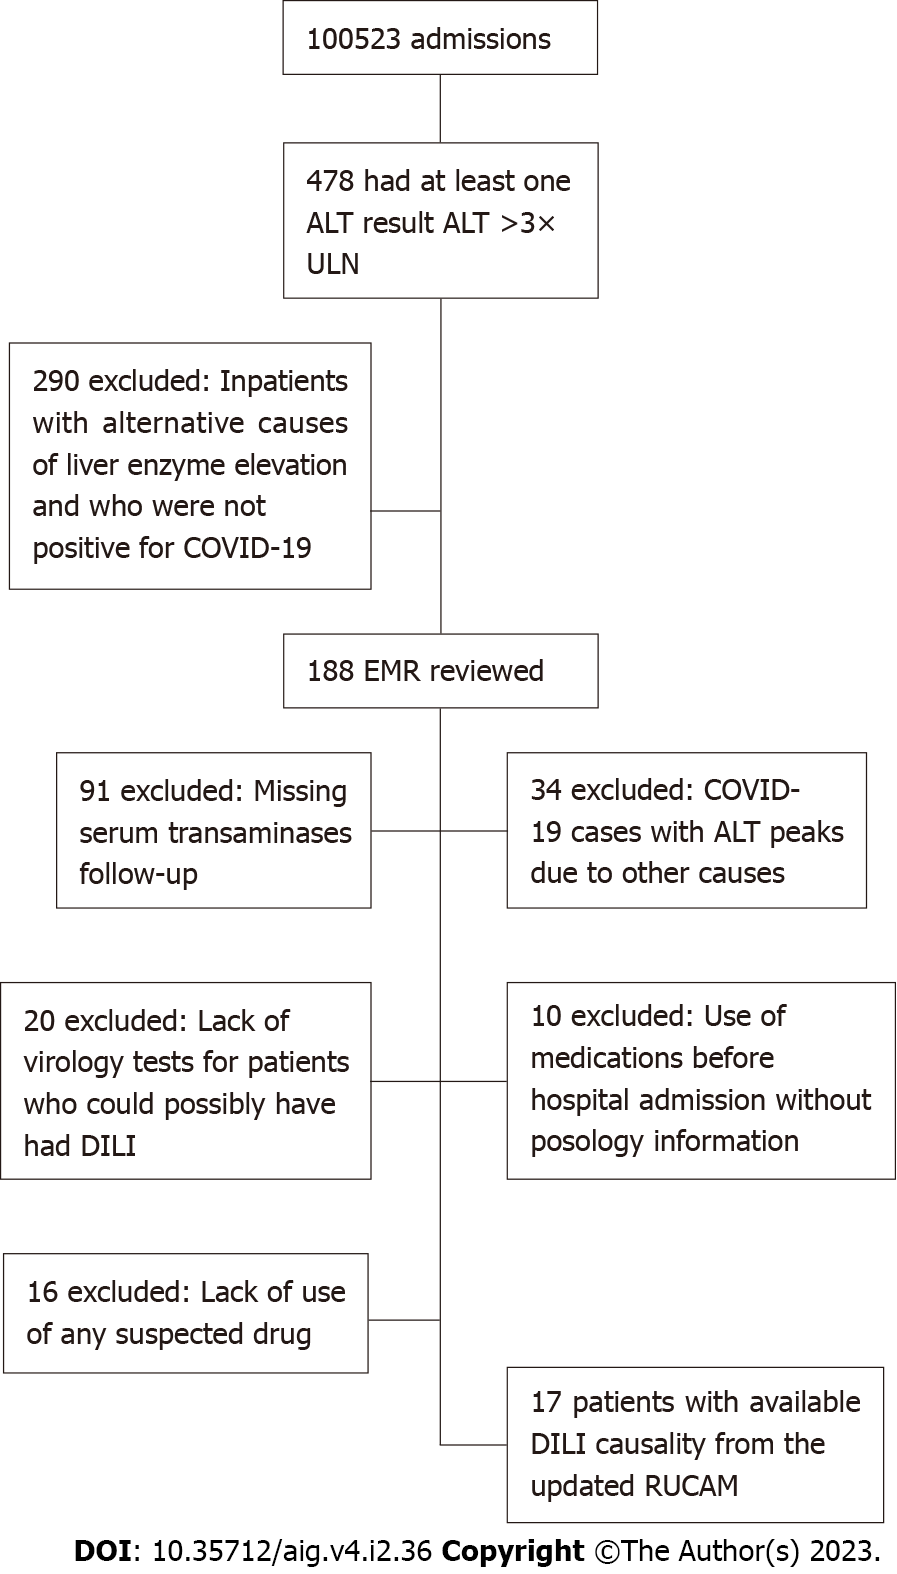 100523 admissions
478 had at least one
ALT result ALT >3×
ULN
290 excluded: Inpatients
with alternative causes
of liver enzyme elevation
and who were not
positive for COVID-19
188 EMR reviewed
91 excluded: Missing
serum transaminases
follow-up
34 excluded: COVID-
19 cases with ALT peaks
due to other causes
20 excluded: Lack of
virology tests for patients
who could possibly have
had DILI
10 excluded: Use of
medications before
hospital admission without
posology information
16 excluded: Lack of use
of any suspected drug
17 patients with available
DILI causality from the
updated RUCAM
DOI: 10.35712/aig.v4.i2.36 Copyright ©The Author(s) 2023.